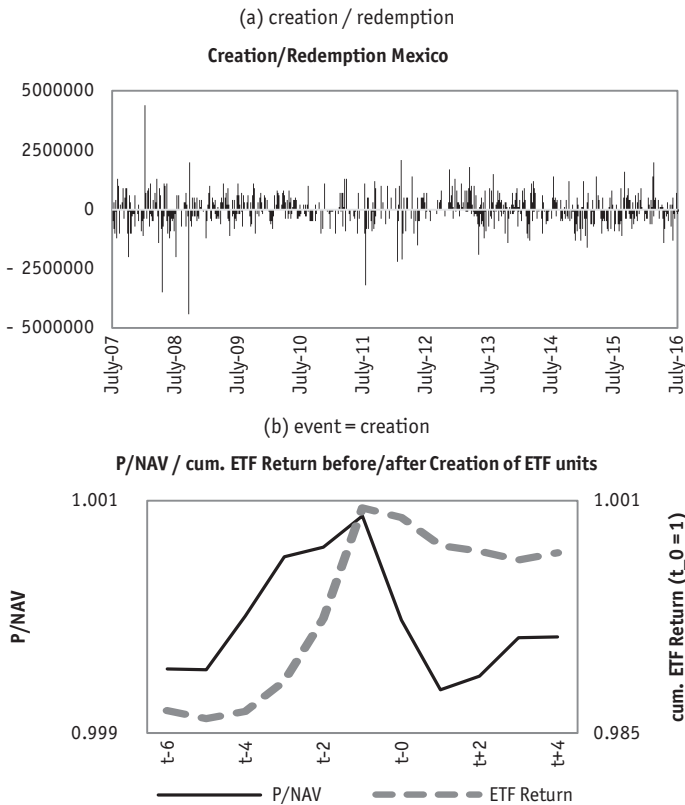 (a) creation / redemption
Creation/Redemption Mexico
5000000
2500000
0
- 2500000
- 5000000
July-07
July-08
July-09
July-10
July-11
July-12
July-13
July-14
July-15
July-16
(b) event = creation
P/NAV / cum. ETF Return before/after Creation of ETF units
1.001
0.999
P/NAV
1.001
0.985
cum. ETF Return (t_0 = 1)
t-6
t-4
t-2
t-0
t+2
t+4
P/NAV
ETF Return